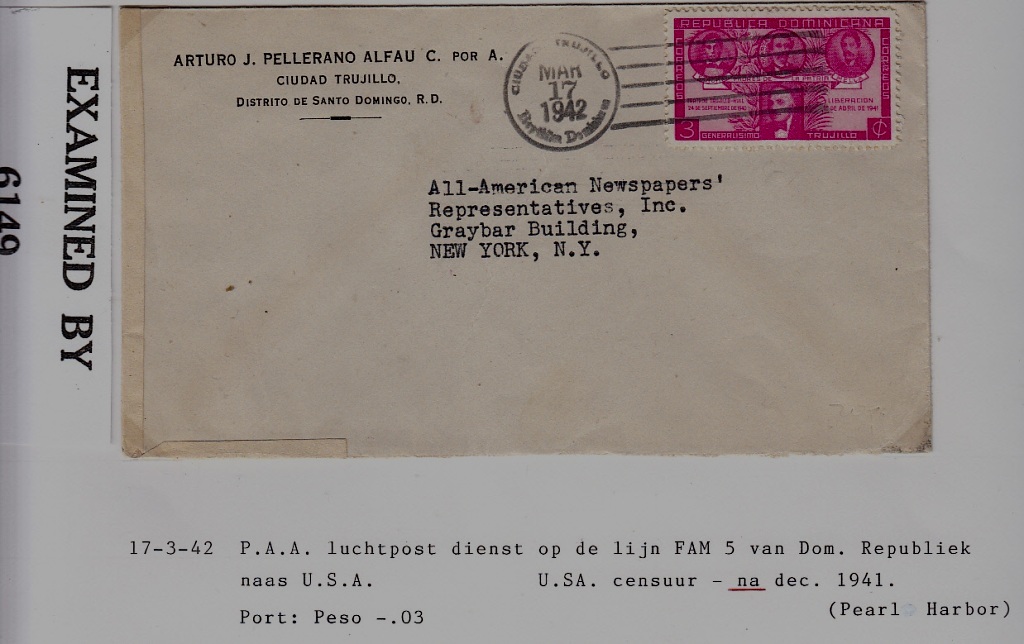 EXAMINED BY
6149
ARTURO J. PELLERANO ALFAU C. POR A.
CIUDAD TRUJILLO,
DISTRITO DE SANTO DOMINGO, R.D.
CIUDAD TRUJILLO
MAR
17
1942
REPUBLICA DOMINICANA
CORREOS
CORREOS
LIBERACION
3
GENERALISIMO
TRUJILLO
¢
All-American Newspapers'
Representatives, Inc.
Graybar Building,
NEW YORK, N.Y.
17-3-42 P.A.A. luchtpost dienst op de lijn FAM 5 van Dom. Republiek
naas U.S.A. U.SA. censuur - na dec. 1941.
Port: Peso -.03 (Pearl Harbor)